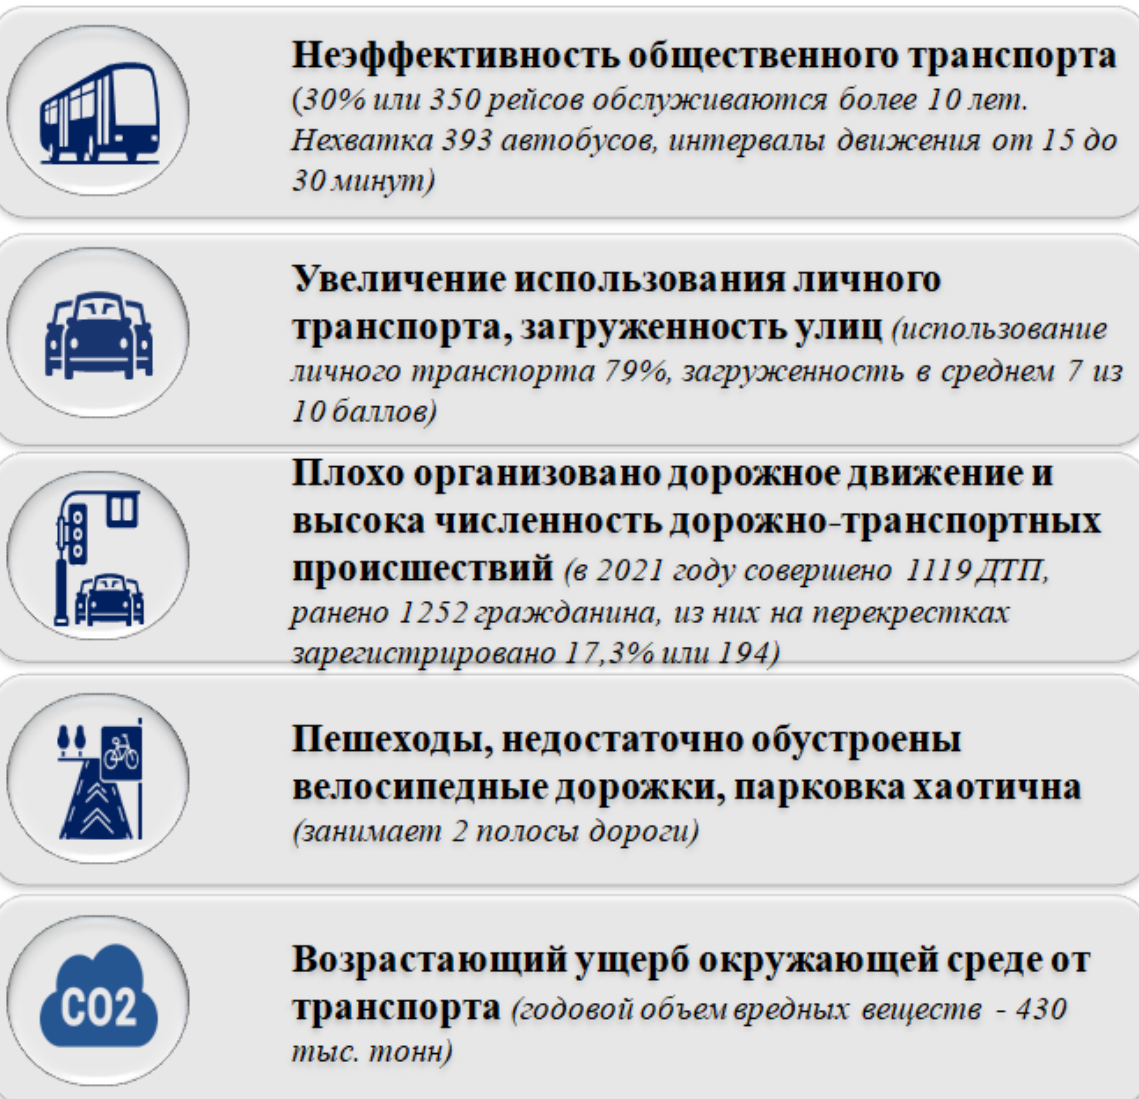 Неэффективность общественного транспорта
(30% или 350 рейсов обслуживаются более 10 лет.
Нехватка 393 автобусов, интервалы движения от 15 до
30 минут)
Увеличение использования личного
транспорта, загруженность улиц (использование
личного транспорта 79%, загруженность в среднем 7 из
10 баллов)
Плохо организовано дорожное движение и
высока численность дорожно-транспортных
происшествий (в 2021 году совершено 1119 ДТП,
ранено 1252 гражданина, из них на перекрестках
зарегистрировано 17,3% или 194)
Пешеходы, недостаточно обустроены
велосипедные дорожки, парковка хаотична
(занимает 2 полосы дороги)
CO2
Возрастающий ущерб окружающей среде от
транспорта (годовой объем вредных веществ - 430
тыс. тонн)